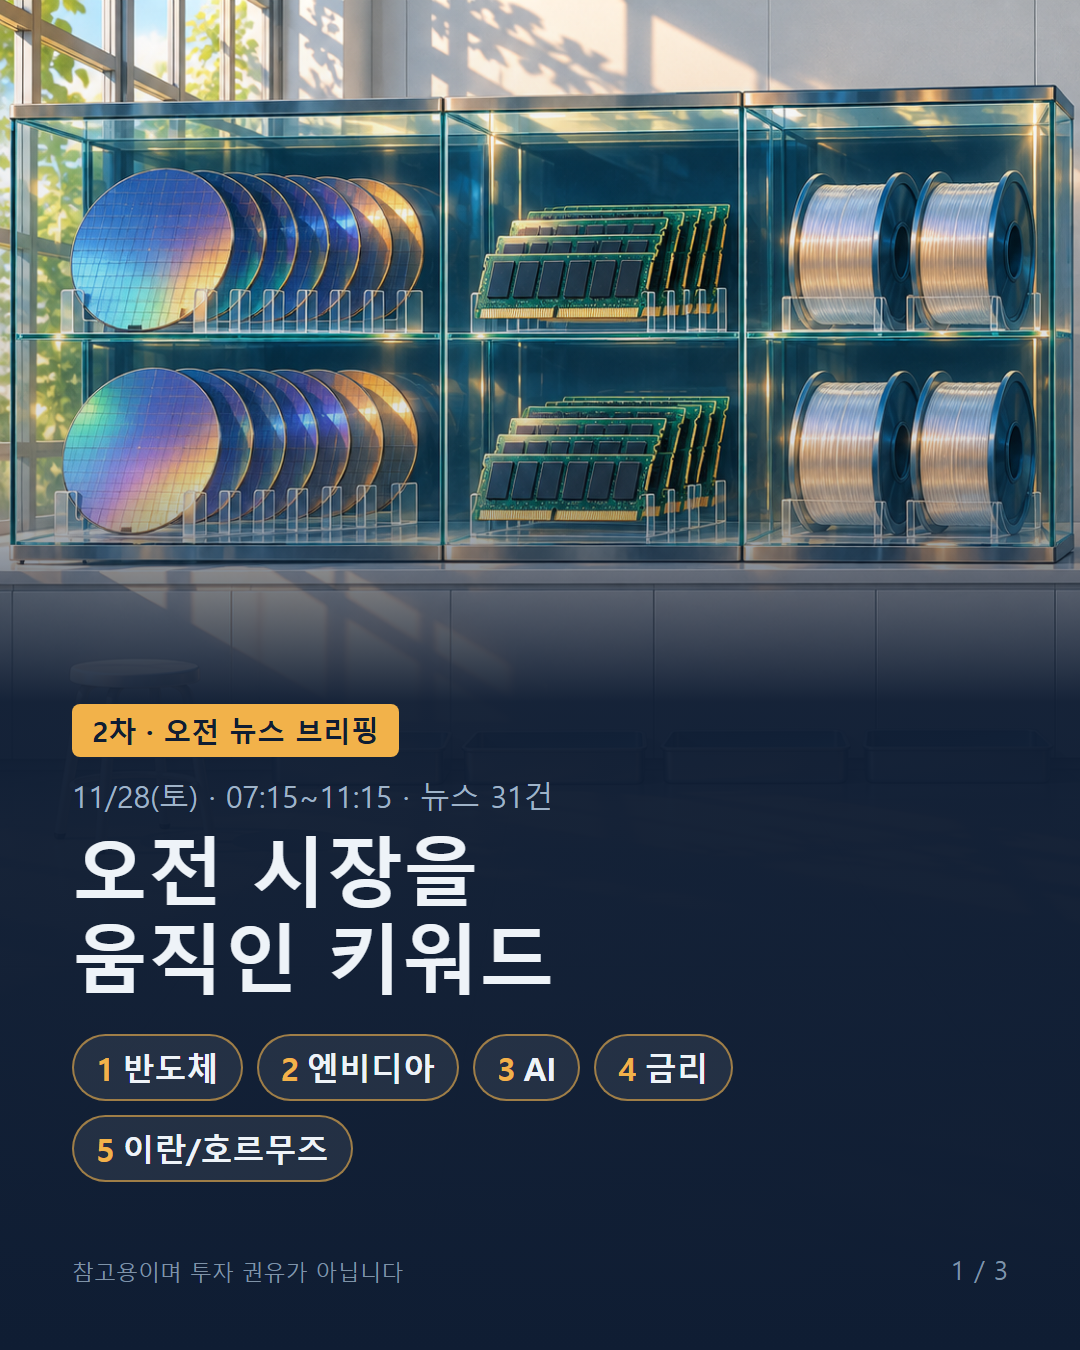 2차 · 오전 뉴스 브리핑
11/28(토) · 07:15~11:15 · 뉴스 31건
오전 시장을
움직인 키워드
1 반도체 2 엔비디아 3 AI 4 금리
5 이란/호르무즈
참고용이며 투자 권유가 아닙니다
1 / 3